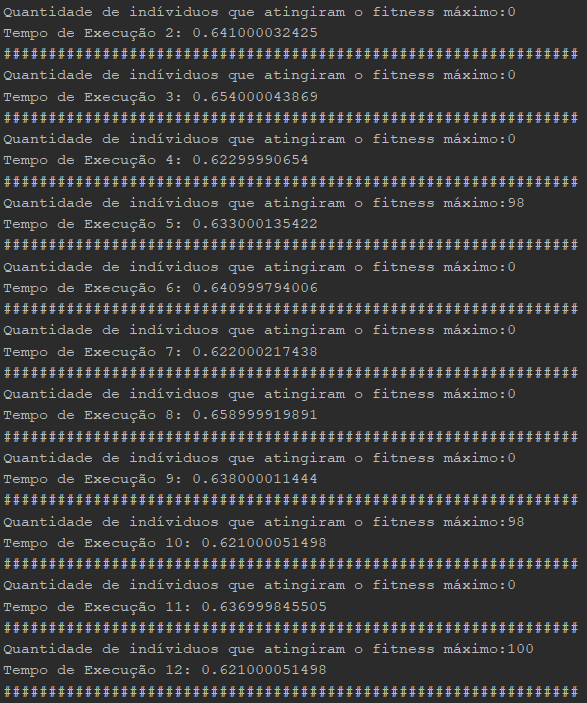 Quantidade de indíviduos que atingiram o fitness máximo:0
Tempo de Execução 2: 0.641000032425
################################################################
Quantidade de indíviduos que atingiram o fitness máximo:0
Tempo de Execução 3: 0.654000043869
################################################################
Quantidade de indíviduos que atingiram o fitness máximo:0
Tempo de Execução 4: 0.62299990654
################################################################
Quantidade de indíviduos que atingiram o fitness máximo:98
Tempo de Execução 5: 0.633000135422
################################################################
Quantidade de indíviduos que atingiram o fitness máximo:0
Tempo de Execução 6: 0.640999794006
################################################################
Quantidade de indíviduos que atingiram o fitness máximo:0
Tempo de Execução 7: 0.622000217438
################################################################
Quantidade de indíviduos que atingiram o fitness máximo:0
Tempo de Execução 8: 0.658999919891
################################################################
Quantidade de indíviduos que atingiram o fitness máximo:0
Tempo de Execução 9: 0.638000011444
################################################################
Quantidade de indíviduos que atingiram o fitness máximo:98
Tempo de Execução 10: 0.621000051498
################################################################
Quantidade de indíviduos que atingiram o fitness máximo:0
Tempo de Execução 11: 0.636999845505
################################################################
Quantidade de indíviduos que atingiram o fitness máximo:100
Tempo de Execução 12: 0.621000051498
################################################################